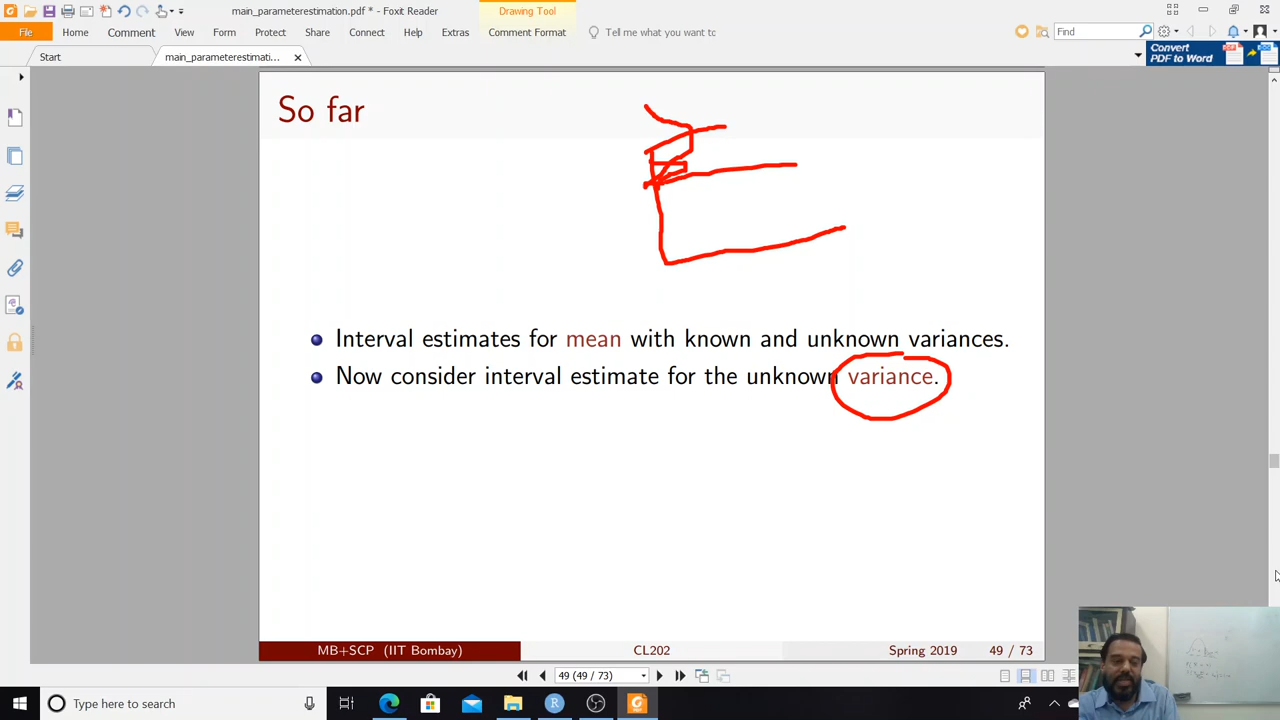 main_parameterestimation.pdf * - Foxit Reader
Drawing Tool
File Home Comment View Form Protect Share Connect Help Extras Comment Format Tell me what you want tc Find
Start main_parameterestimati...
Convert
PDF to Word
So far
Interval estimates for mean with known and unknown variances.
Now consider interval estimate for the unknown variance.
MB+SCP (IIT Bombay) CL202 Spring 2019 49 / 73
49 (49 / 73)
Type here to search